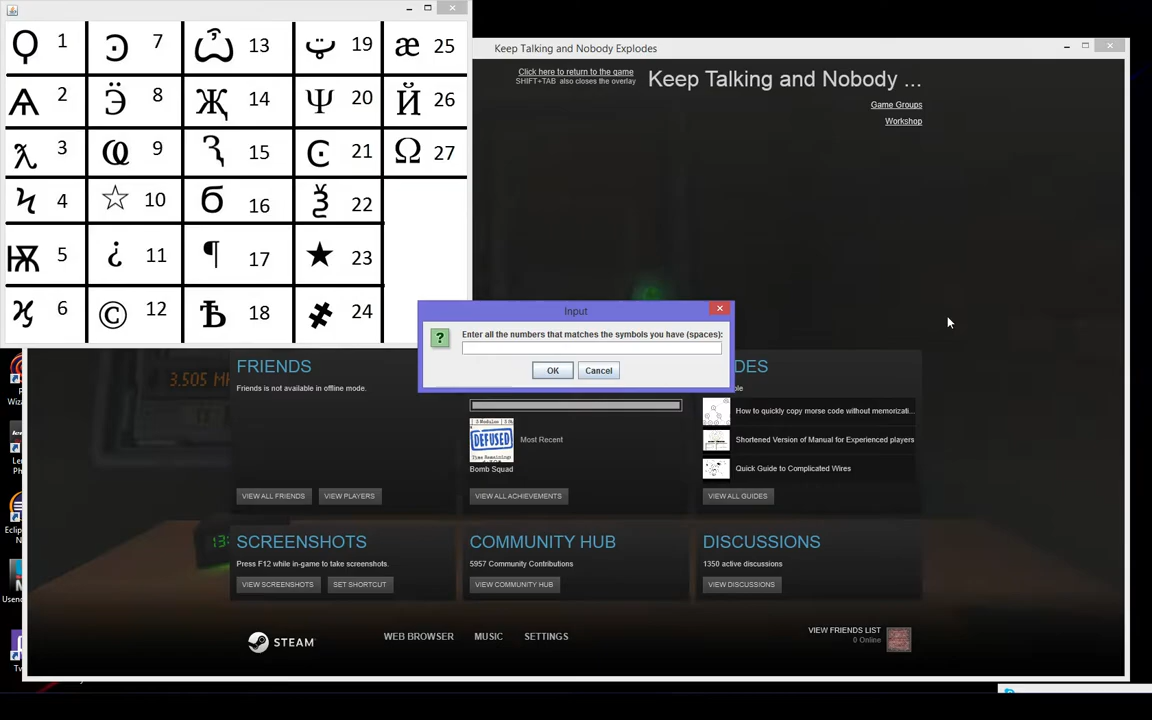 Ϙ 1 ͽ 7 Ѽ 13 ټ 19 æ 25
Ѧ 2 Ӭ 8 Җ 14 Ψ 20 Й 26
ƛ 3 Ҩ 9 Ԇ 15 Ͼ 21 Ω 27
Ϟ 4 ☆ 10 б 16 Ѯ 22
Ѭ 5 ¿ 11 ¶ 17 ★ 23
ϗ 6 © 12 Ѣ 18 ҂ 24
Keep Talking and Nobody Explodes
Click here to return to the game
SHIFT+TAB also closes the overlay
Keep Talking and Nobody ...
Game Groups
Workshop
Input
Enter all the numbers that matches the symbols you have (spaces):
OK Cancel
3.505
FRIENDS
Friends is not available in offline mode.
VIEW ALL FRIENDS VIEW PLAYERS
DEFUSED
Most Recent
Bomb Squad
VIEW ALL ACHIEVEMENTS
DES
How to quickly copy morse code without memorizati...
Shortened Version of Manual for Experienced players
Quick Guide to Complicated Wires
VIEW ALL GUIDES
SCREENSHOTS
Press F12 while in-game to take screenshots.
VIEW SCREENSHOTS SET SHORTCUT
COMMUNITY HUB
5957 Community Contributions
VIEW COMMUNITY HUB
DISCUSSIONS
1350 active discussions
VIEW DISCUSSIONS
STEAM
WEB BROWSER MUSIC SETTINGS
VIEW FRIENDS LIST
0 Online